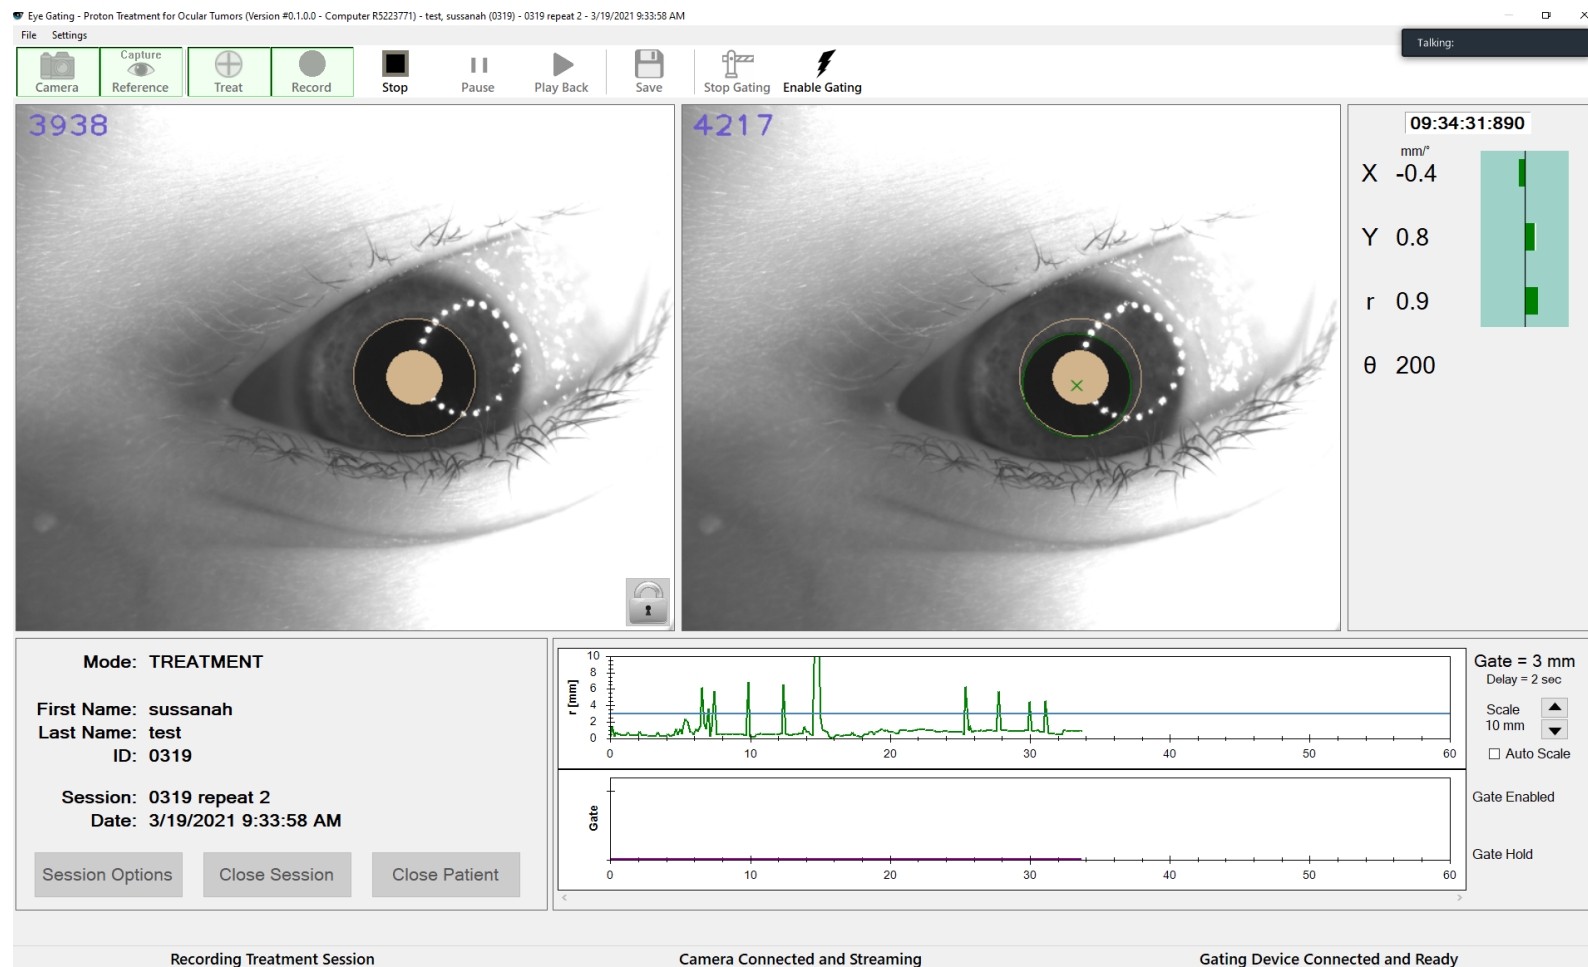 Eye Gating - Proton Treatment for Ocular Tumors (Version #0.1.0.0 - Computer R5223771) - test, sussanah (0319) - 0319 repeat 2 - 3/19/2021 9:33:58 AM
File Settings
Talking:
Camera
Capture
Reference
Treat
Record
Stop
Pause
Play Back
Save
Stop Gating
Enable Gating
3938
4217
09:34:31:890
mm/°
X -0.4
Y 0.8
r 0.9
θ 200
Mode: TREATMENT
First Name: sussanah
Last Name: test
ID: 0319
Session: 0319 repeat 2
Date: 3/19/2021 9:33:58 AM
Session Options
Close Session
Close Patient
r [mm]
10
8
6
4
2
0
0 10 20 30 40 50 60
Gate
0 10 20 30 40 50 60
Gate = 3 mm
Delay = 2 sec
Scale
10 mm
Auto Scale
Gate Enabled
Gate Hold
Recording Treatment Session
Camera Connected and Streaming
Gating Device Connected and Ready